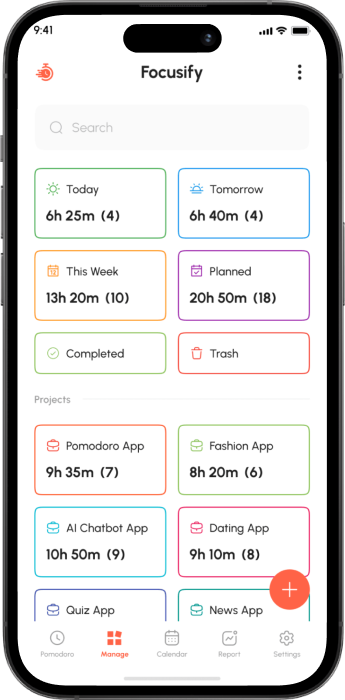 9:41
Focusify
Search
Today
6h 25m (4)
Tomorrow
6h 40m (4)
This Week
13h 20m (10)
Planned
20h 50m (18)
Completed
Trash
Projects
Pomodoro App
9h 35m (7)
Fashion App
8h 20m (6)
AI Chatbot App
10h 50m (9)
Dating App
9h 10m (8)
Quiz App
News App
Pomodoro
Manage
Calendar
Report
Settings